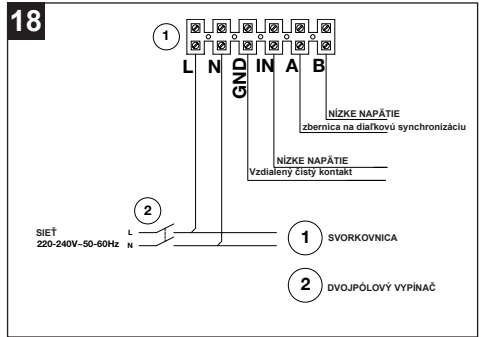 18
1
L N GND IN A B
NÍZKE NAPÄTIE
zbernica na diaľkovú synchronizáciu
NÍZKE NAPÄTIE
Vzdialený čistý kontakt
2
SIEŤ
220-240V~50-60Hz
L
N
1 SVORKOVNICA
2 DVOJPÓLOVÝ VYPÍNAČ